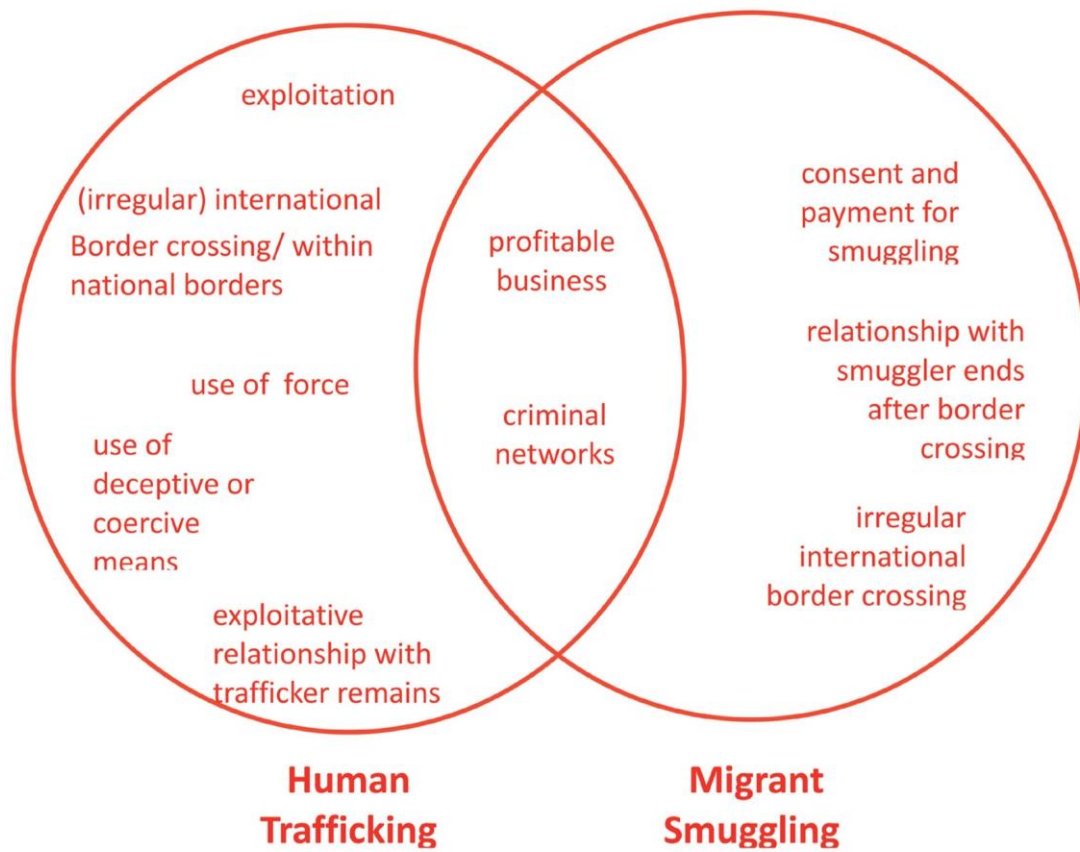 exploitation
(irregular) international
Border crossing/ within
national borders
use of force
use of
deceptive or
coercive
means
exploitative
relationship with
trafficker remains
profitable
business
criminal
networks
consent and
payment for
smuggling
relationship with
smuggler ends
after border
crossing
irregular
international
border crossing
Human
Trafficking
Migrant
Smuggling